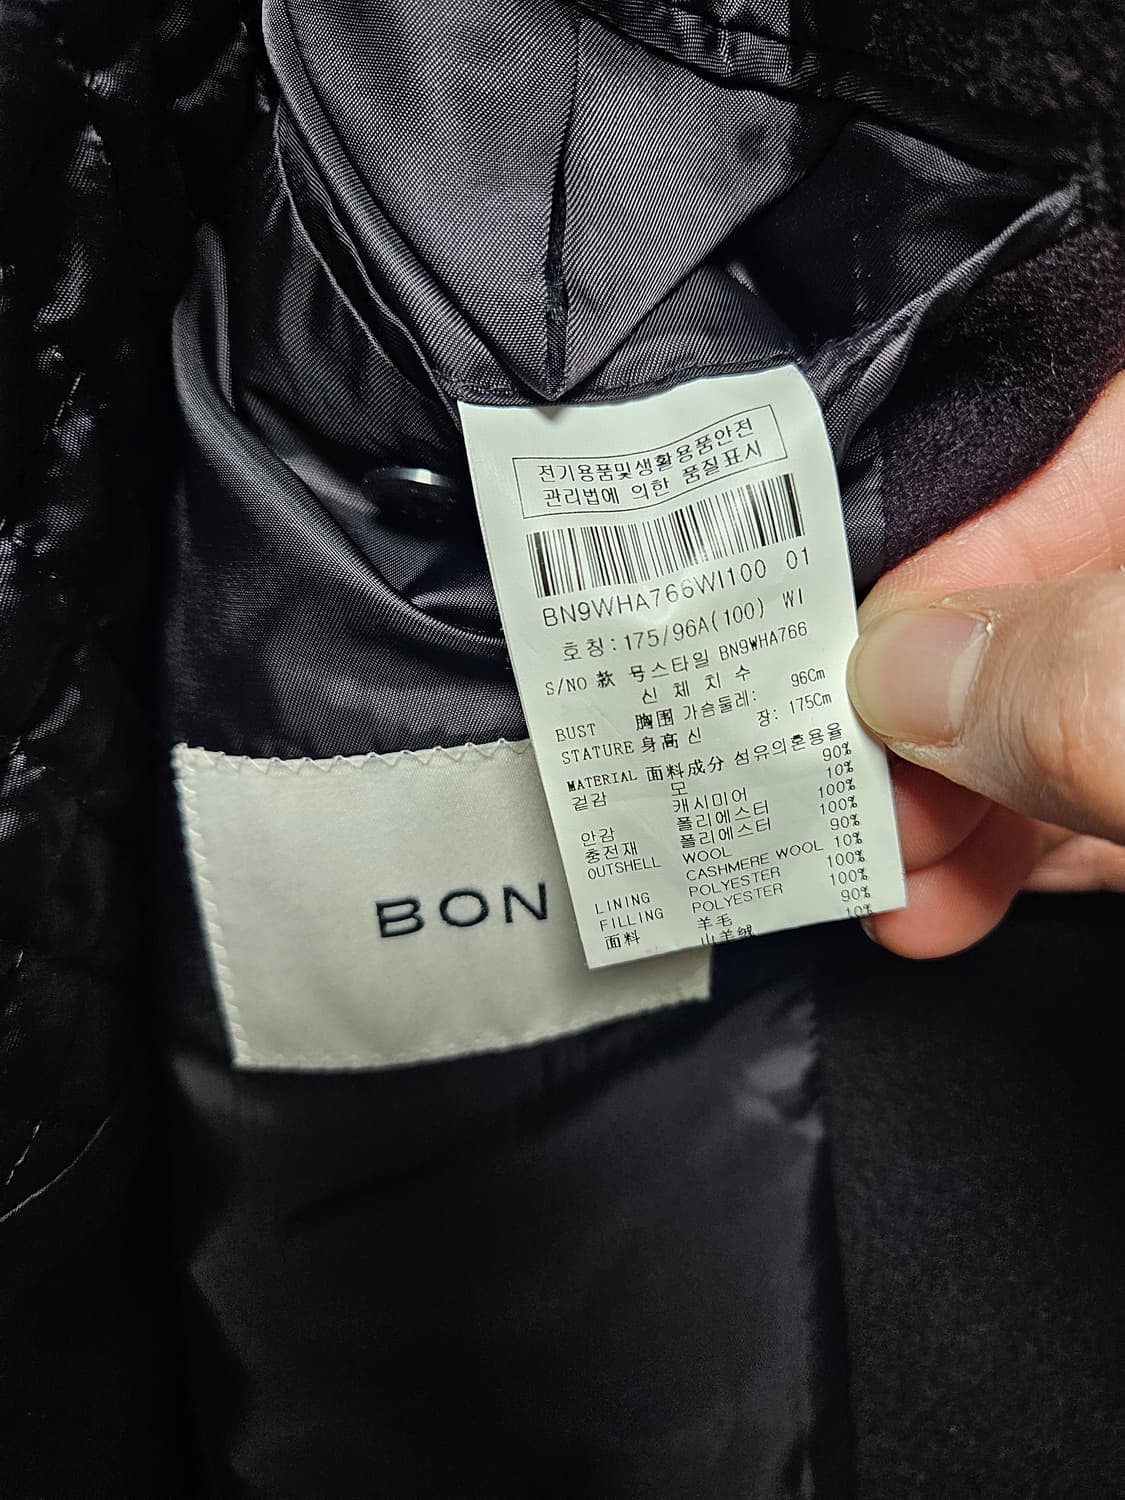 전기용품및생활용품안전
관리법에 의한 품질표시
BN9WHA766WI100 01
호칭:175/96A(100) WI
S/NO 款 号스타일 BN9WHA766
신 체 치 수
BUST 胸围 가슴둘레: 96Cm
STATURE 身高 신 장: 175Cm
MATERIAL 面料成分 섬유의혼용율
겉감 모 90%
캐시미어 10%
안감 폴리에스터 100%
충전재 폴리에스터 100%
OUTSHELL WOOL 90%
CASHMERE WOOL 10%
LINING POLYESTER 100%
FILLING POLYESTER 100%
面料 羊毛 90%
山羊绒 10%
BON